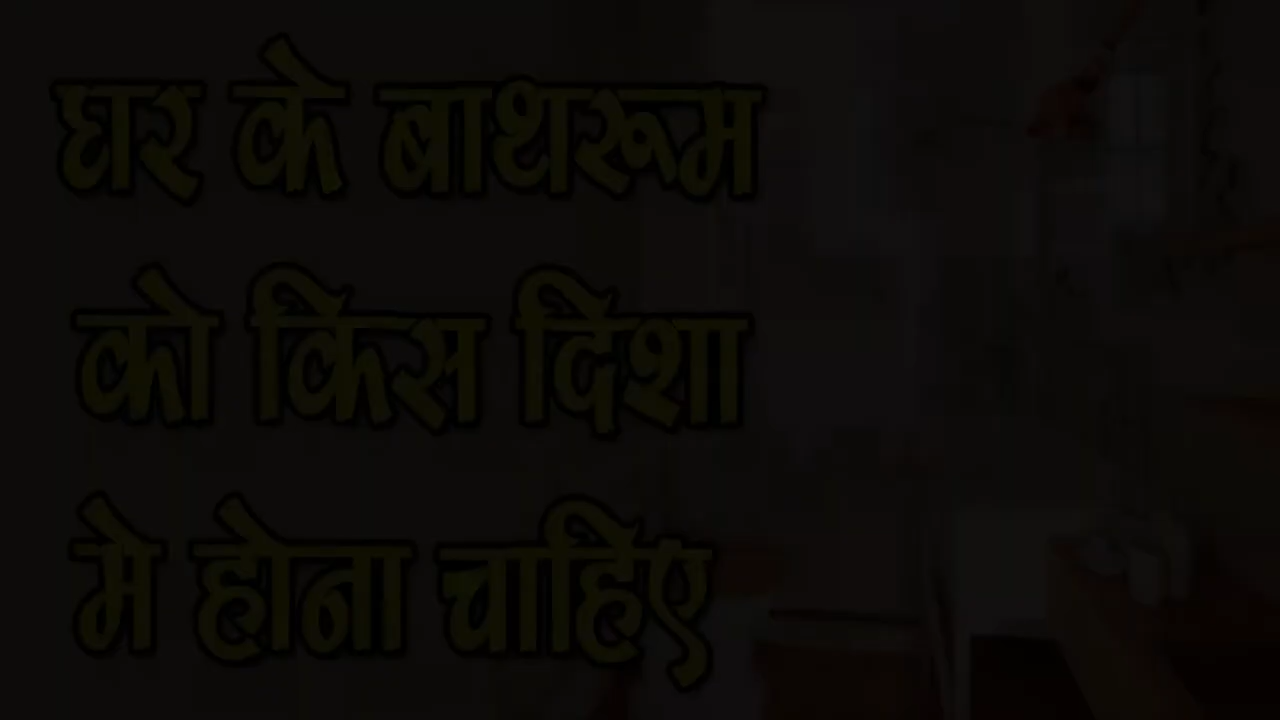 घर के बाथरूम
को किस दिशा
मे होना चाहिए